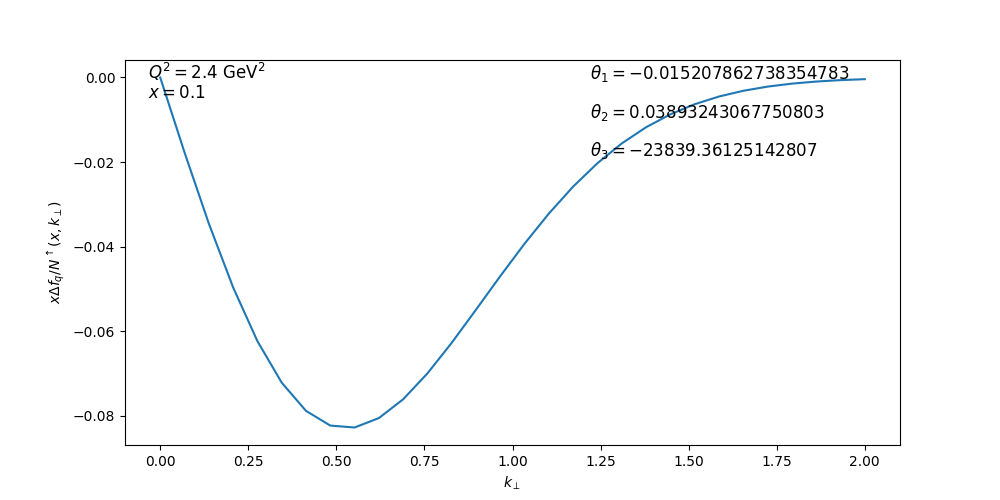 Q² = 2.4 GeV²
x = 0.1
θ₁ = −0.015207862738354783
θ₂ = 0.03893243067750803
θ₃ = −23839.36125142807
xΔf_q/N↑(x, k⊥)
0.00
−0.02
−0.04
−0.06
−0.08
0.00 0.25 0.50 0.75 1.00 1.25 1.50 1.75 2.00
k⊥